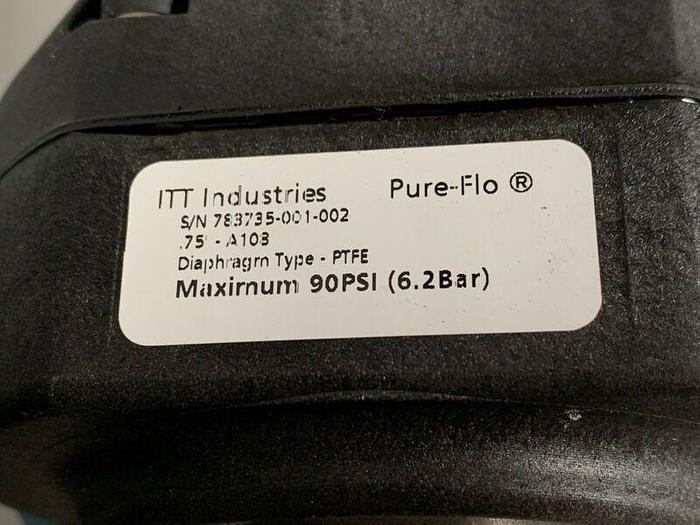 ITT Industries Pure-Flo ®
S/N 783735-001-002
.75" - A103
Diaphragm Type - PTFE
Maximum 90PSI (6.2Bar)